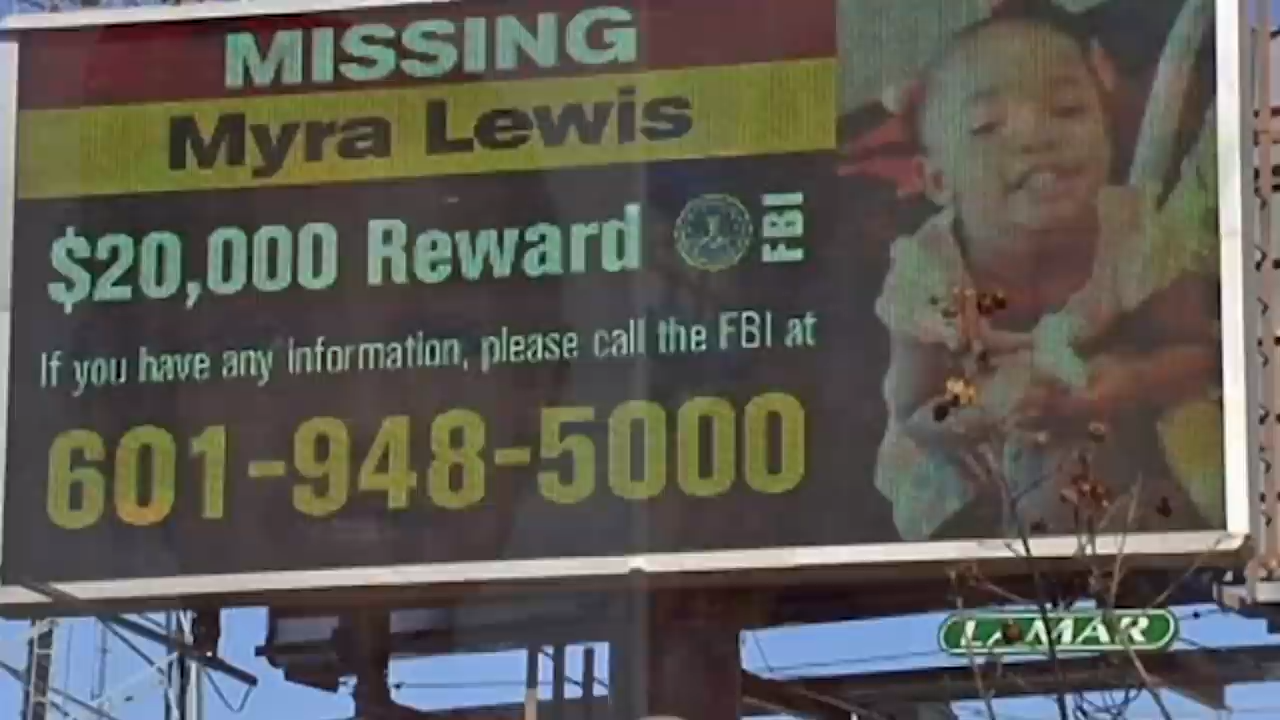 MISSING
Myra Lewis
$20,000 Reward
FBI
If you have any information, please call the FBI at
601-948-5000
LAMAR